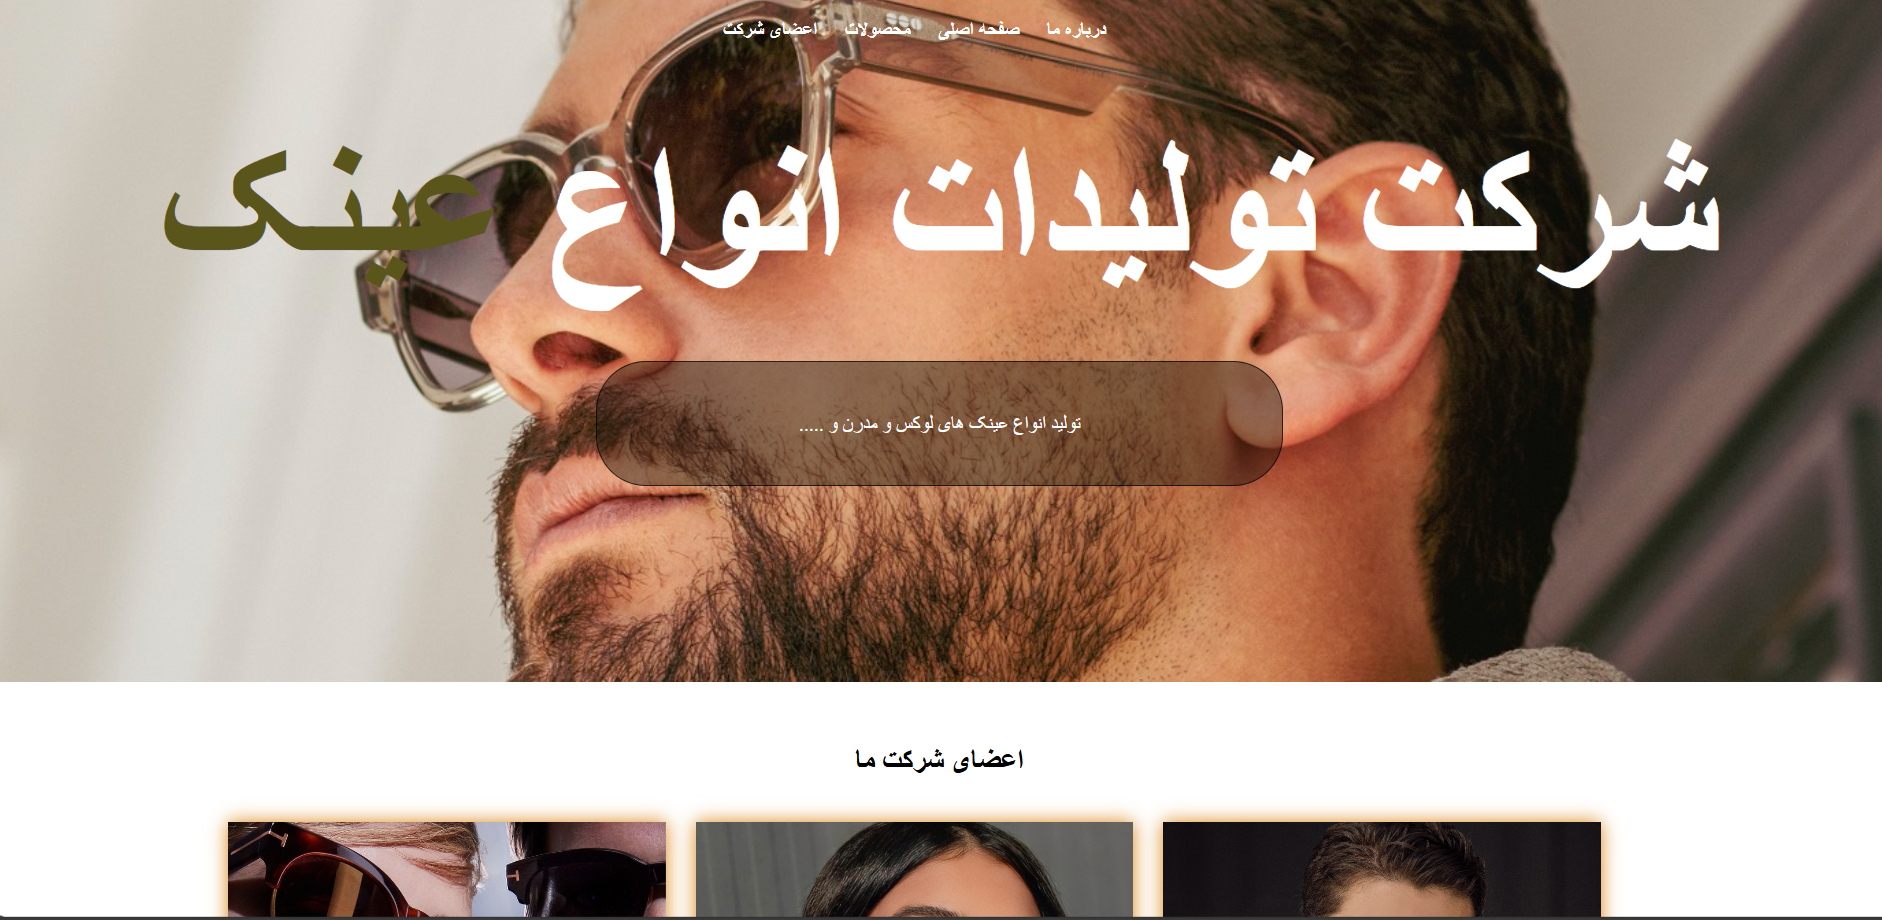 درباره ما صفحه اصلی محصولات اعضای شرکت
شرکت تولیدات انواع عینک
تولید انواع عینک های لوکس و مدرن و .....
اعضای شرکت ما